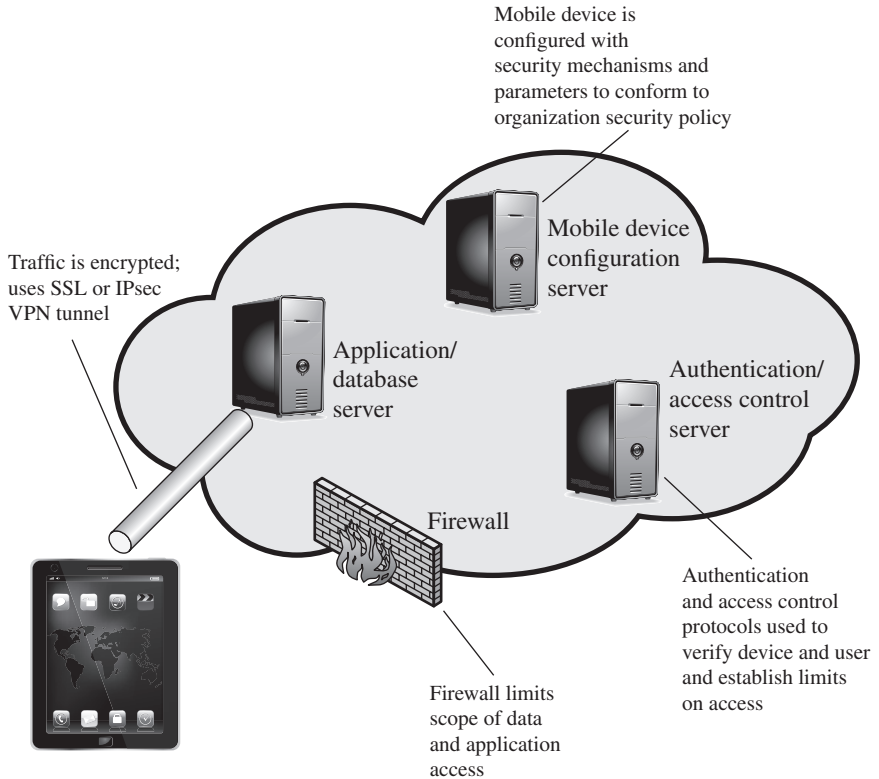 Mobile device is
configured with
security mechanisms and
parameters to conform to
organization security policy
Mobile device
configuration
server
Traffic is encrypted;
uses SSL or IPsec
VPN tunnel
Application/
database
server
Authentication/
access control
server
Firewall
Authentication
and access control
protocols used to
verify device and user
and establish limits
on access
Firewall limits
scope of data
and application
access